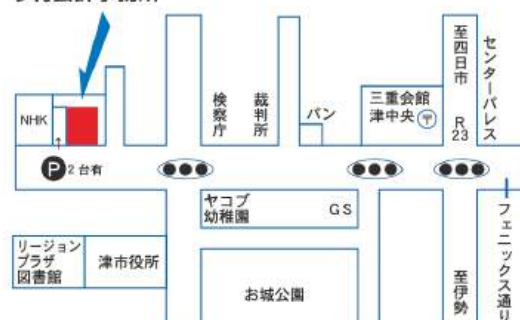 NHK
P
2台有
検察庁
裁判所
パン
三重会館
津中央 〒
至四日市
R23
センターパレス
ヤコブ
幼稚園
GS
フェニックス通り
リージョン
プラザ
図書館
津市役所
お城公園
至伊勢